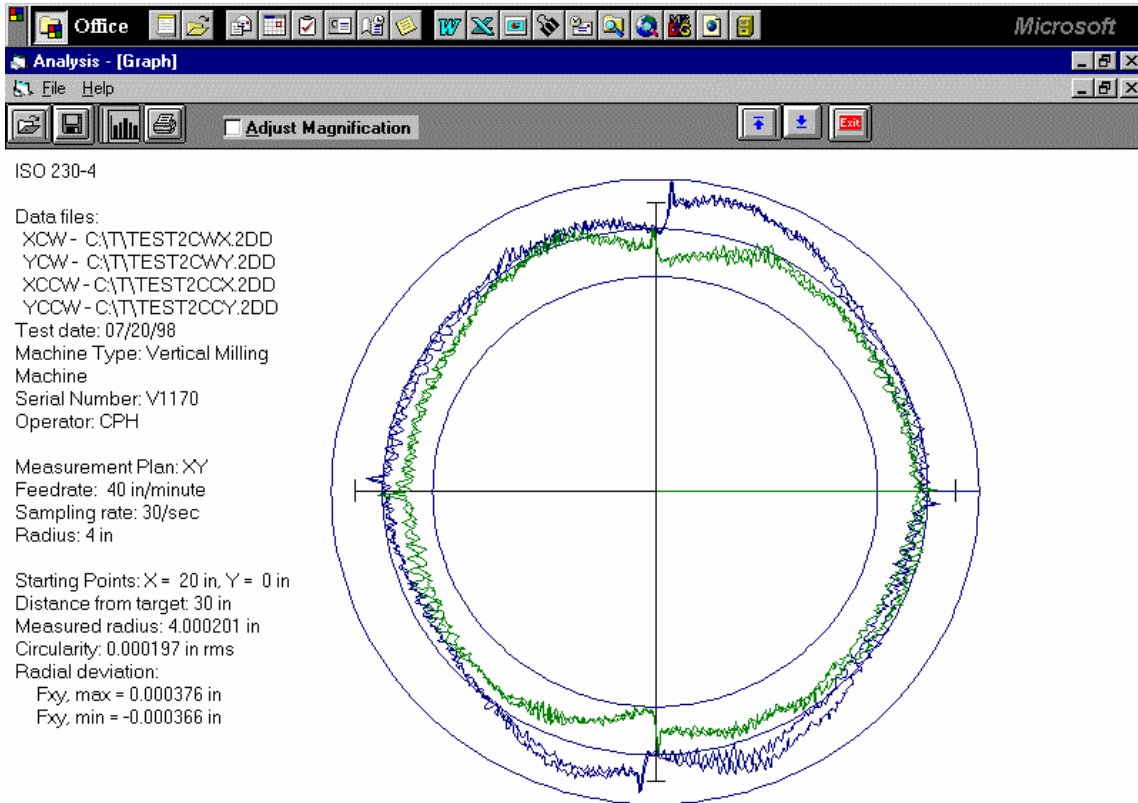 Office
Microsoft
Analysis - [Graph]
File Help
Adjust Magnification
Exit
ISO 230-4
Data files:
XCW - C:\T\TEST2CWX.2DD
YCW - C:\T\TEST2CWY.2DD
XCCW - C:\T\TEST2CCX.2DD
YCCW - C:\T\TEST2CCY.2DD
Test date: 07/20/98
Machine Type: Vertical Milling
Machine
Serial Number: V1170
Operator: CPH
Measurement Plan: XY
Feedrate: 40 in/minute
Sampling rate: 30/sec
Radius: 4 in
Starting Points: X = 20 in, Y = 0 in
Distance from target: 30 in
Measured radius: 4.000201 in
Circularity: 0.000197 in rms
Radial deviation:
Fxy, max = 0.000376 in
Fxy, min = -0.000366 in